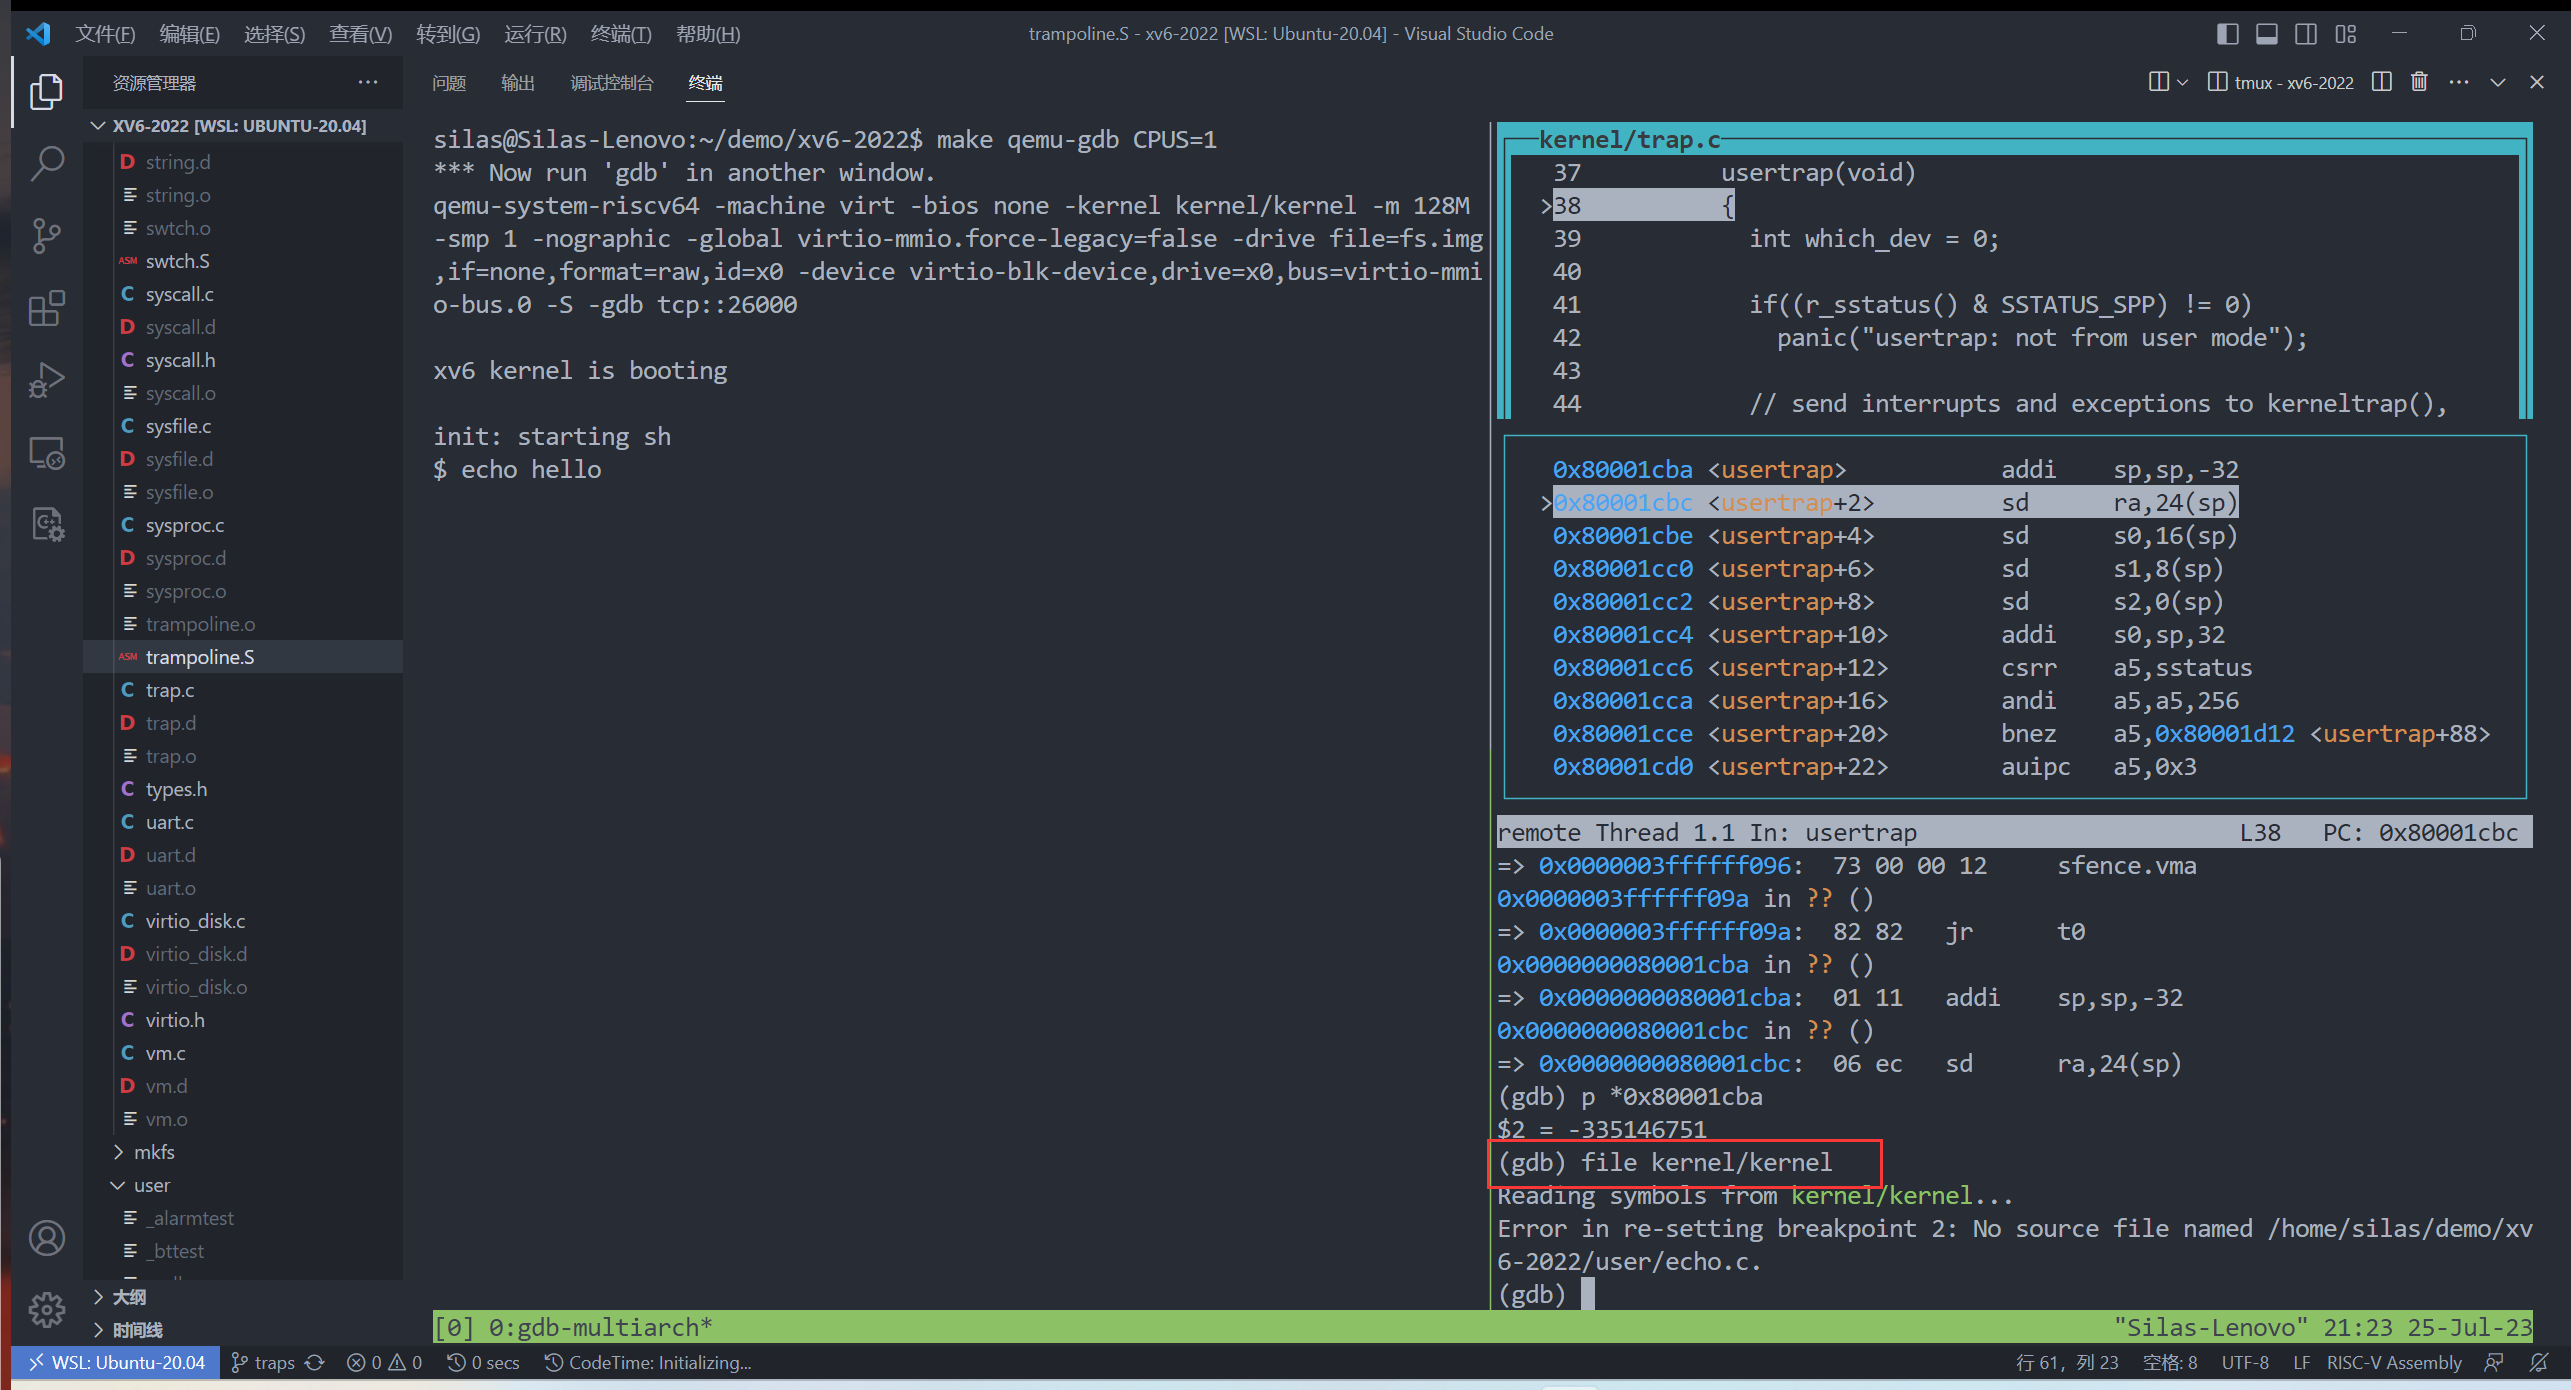 文件(F) 编辑(E) 选择(S) 查看(V) 转到(G) 运行(R) 终端(T) 帮助(H)
trampoline.S - xv6-2022 [WSL: Ubuntu-20.04] - Visual Studio Code
资源管理器
XV6-2022 [WSL: UBUNTU-20.04]
D string.d
string.o
swtch.o
ASM swtch.S
C syscall.c
D syscall.d
C syscall.h
syscall.o
C sysfile.c
D sysfile.d
sysfile.o
C sysproc.c
D sysproc.d
sysproc.o
trampoline.o
ASM trampoline.S
C trap.c
D trap.d
trap.o
C types.h
C uart.c
D uart.d
uart.o
C virtio_disk.c
D virtio_disk.d
virtio_disk.o
C virtio.h
C vm.c
D vm.d
vm.o
mkfs
user
_alarmtest
_bttest
大纲
时间线
问题 输出 调试控制台 终端
tmux - xv6-2022
silas@Silas-Lenovo:~/demo/xv6-2022$ make qemu-gdb CPUS=1
*** Now run 'gdb' in another window.
qemu-system-riscv64 -machine virt -bios none -kernel kernel/kernel -m 128M
-smp 1 -nographic -global virtio-mmio.force-legacy=false -drive file=fs.img
,if=none,format=raw,id=x0 -device virtio-blk-device,drive=x0,bus=virtio-mmi
o-bus.0 -S -gdb tcp::26000
xv6 kernel is booting
init: starting sh
$ echo hello
kernel/trap.c
37 usertrap(void)
>38 {
39 int which_dev = 0;
40
41 if((r_sstatus() & SSTATUS_SPP) != 0)
42 panic("usertrap: not from user mode");
43
44 // send interrupts and exceptions to kerneltrap(),
0x80001cba <usertrap> addi sp,sp,-32
>0x80001cbc <usertrap+2> sd ra,24(sp)
0x80001cbe <usertrap+4> sd s0,16(sp)
0x80001cc0 <usertrap+6> sd s1,8(sp)
0x80001cc2 <usertrap+8> sd s2,0(sp)
0x80001cc4 <usertrap+10> addi s0,sp,32
0x80001cc6 <usertrap+12> csrr a5,sstatus
0x80001cca <usertrap+16> andi a5,a5,256
0x80001cce <usertrap+20> bnez a5,0x80001d12 <usertrap+88>
0x80001cd0 <usertrap+22> auipc a5,0x3
remote Thread 1.1 In: usertrap L38 PC: 0x80001cbc
=> 0x0000003ffffff096: 73 00 00 12 sfence.vma
0x0000003ffffff09a in ?? ()
=> 0x0000003ffffff09a: 82 82 jr t0
0x0000000080001cba in ?? ()
=> 0x0000000080001cba: 01 11 addi sp,sp,-32
0x0000000080001cbc in ?? ()
=> 0x0000000080001cbc: 06 ec sd ra,24(sp)
(gdb) p *0x80001cba
$2 = -335146751
(gdb) file kernel/kernel
Reading symbols from kernel/kernel...
Error in re-setting breakpoint 2: No source file named /home/silas/demo/xv
6-2022/user/echo.c.
(gdb)
[0] 0:gdb-multiarch* "Silas-Lenovo" 21:23 25-Jul-23
WSL: Ubuntu-20.04 traps 0 0 0 secs CodeTime: Initializing... 行 61，列 23 空格: 8 UTF-8 LF RISC-V Assembly